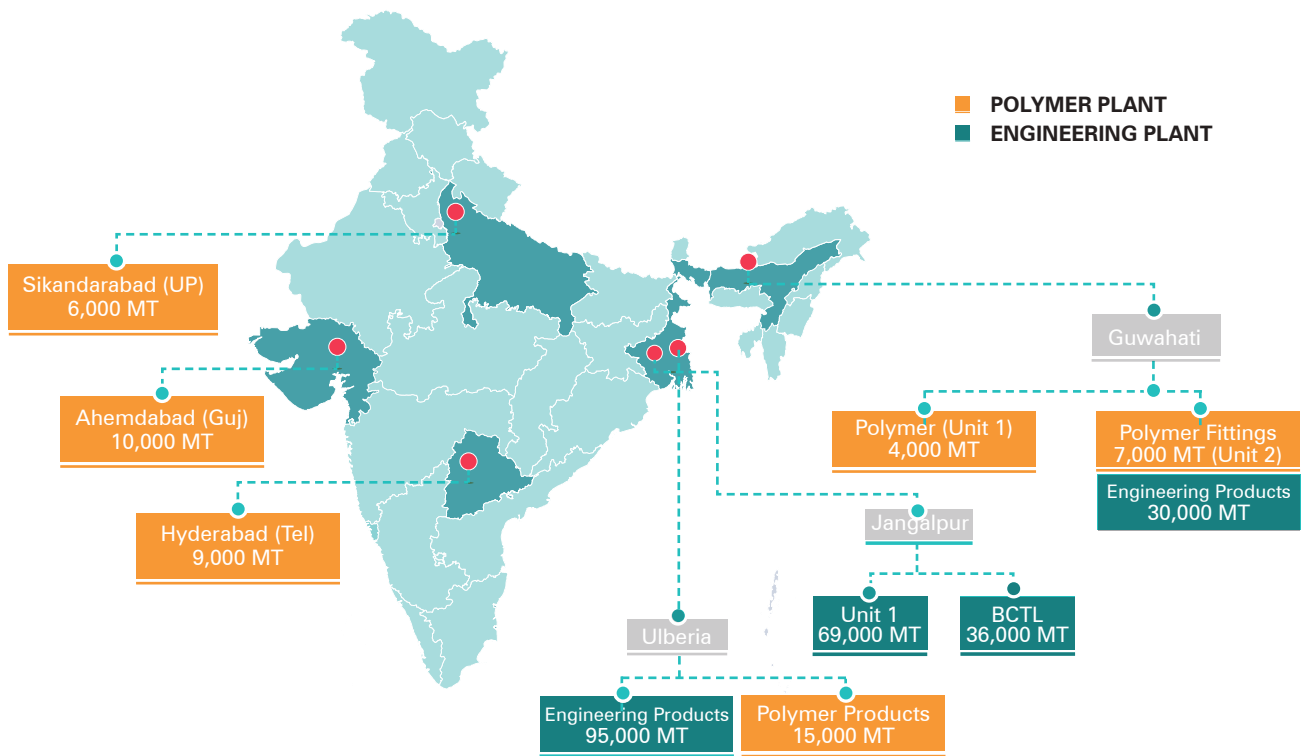 POLYMER PLANT
ENGINEERING PLANT
Sikandarabad (UP)
6,000 MT
Ahemdabad (Guj)
10,000 MT
Hyderabad (Tel)
9,000 MT
Guwahati
Polymer (Unit 1)
4,000 MT
Polymer Fittings
7,000 MT (Unit 2)
Engineering Products
30,000 MT
Jangalpur
Unit 1
69,000 MT
BCTL
36,000 MT
Ulberia
Engineering Products
95,000 MT
Polymer Products
15,000 MT